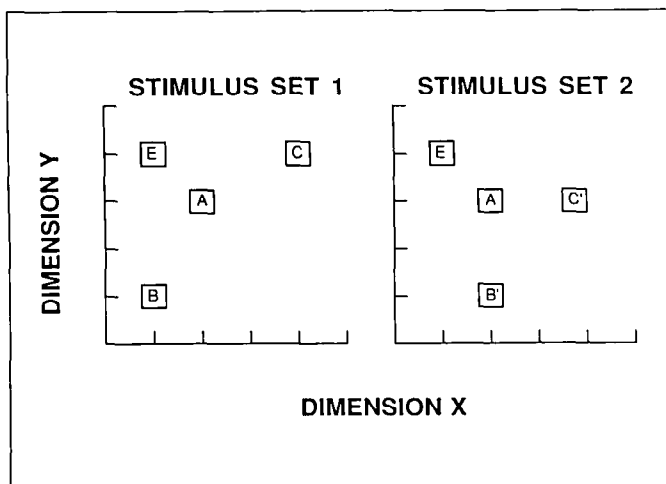 STIMULUS SET 1
STIMULUS SET 2
DIMENSION Y
E
C
A
B
E
A
C'
B'
DIMENSION X